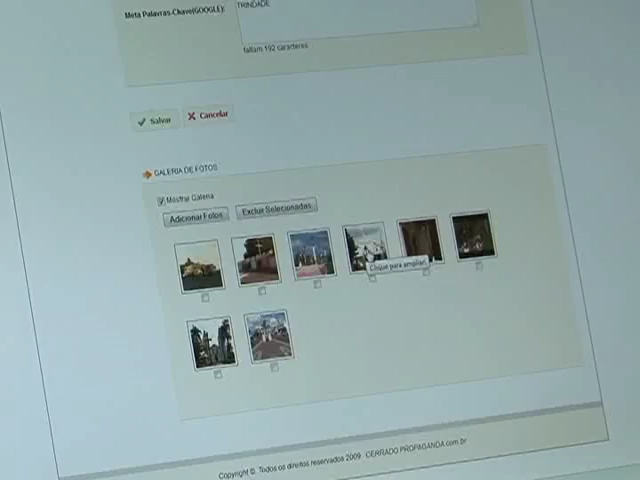 Meta Palavras-Chave(GOOGLE):
TRINDADE
faltam 192 caracteres
Salvar
Cancelar
GALERIA DE FOTOS
Mostrar Galeria
Adicionar Fotos
Excluir Selecionadas
Clique para ampliar.
Copyright ©. Todos os direitos reservados 2009. CERRADO PROPAGANDA.com.br